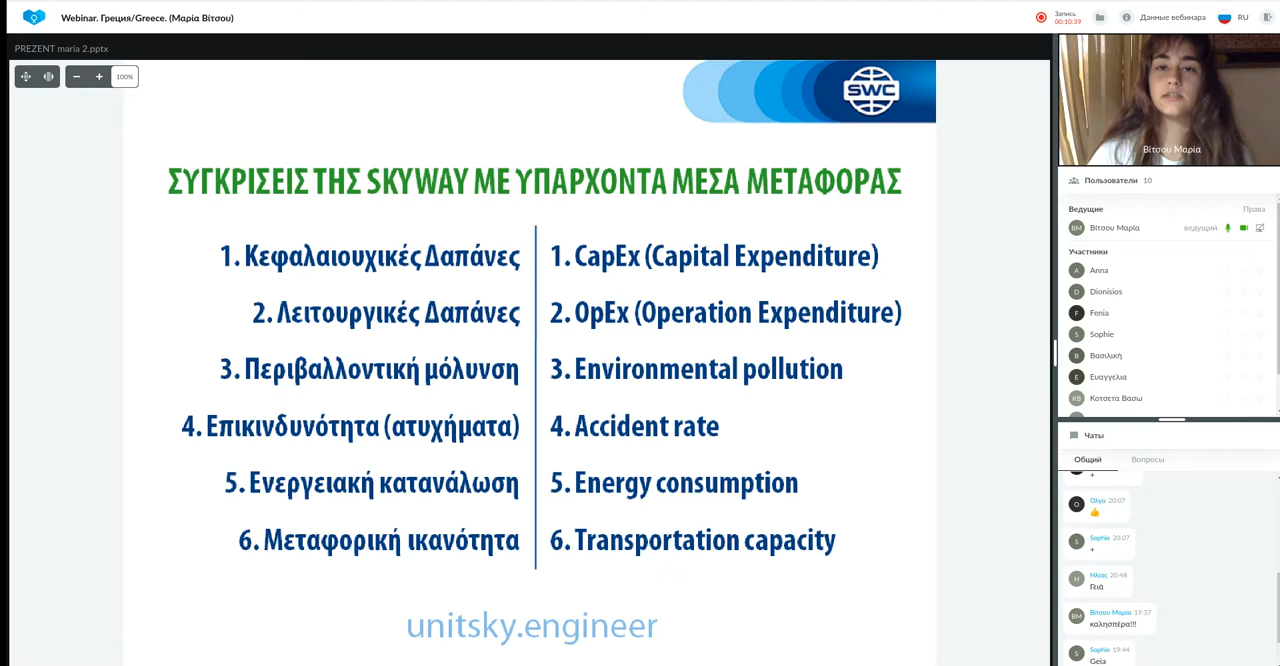 Webinar. Греция/Greece. (Μαρία Βίτσου)
Запись
00:10:39
Данные вебинара
RU
PREZENT maria 2.pptx
100%
SWC
ΣΥΓΚΡΙΣΕΙΣ ΤΗΣ SKYWAY ΜΕ ΥΠΑΡΧΟΝΤΑ ΜΕΣΑ ΜΕΤΑΦΟΡΑΣ
1. Κεφαλαιουχικές Δαπάνες
1. CapEx (Capital Expenditure)
2. Λειτουργικές Δαπάνες
2. OpEx (Operation Expenditure)
3. Περιβαλλοντική μόλυνση
3. Environmental pollution
4. Επικινδυνότητα (ατυχήματα)
4. Accident rate
5. Ενεργειακή κατανάλωση
5. Energy consumption
6. Μεταφορική ικανότητα
6. Transportation capacity
unitsky.engineer
Βίτσου Μαρία
Пользователи 10
Ведущие
Права
ΒΜ Βίτσου Μαρία ведущий
Участники
A Anna
D Dionisios
F Fenia
S Sophie
Β Βασιλική
Ε Ευαγγελια
ΚΒ Κοτσετα Βασω
Чаты
Общий
Вопросы
+
Ο Ολγα 20:07
👍
S Sophie 20:07
+
Η Ηλίας 20:48
Γειά
ΒΜ Βίτσου Μαρία 19:37
καλησπέρα!!!
S Sophie 19:44
Geia